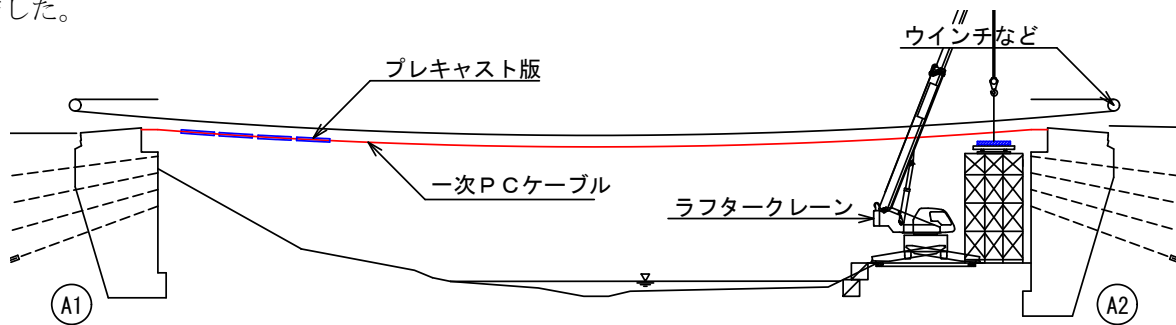 した。
ウインチなど
プレキャスト版
一次ＰＣケーブル
ラフタークレーン
A1
A2